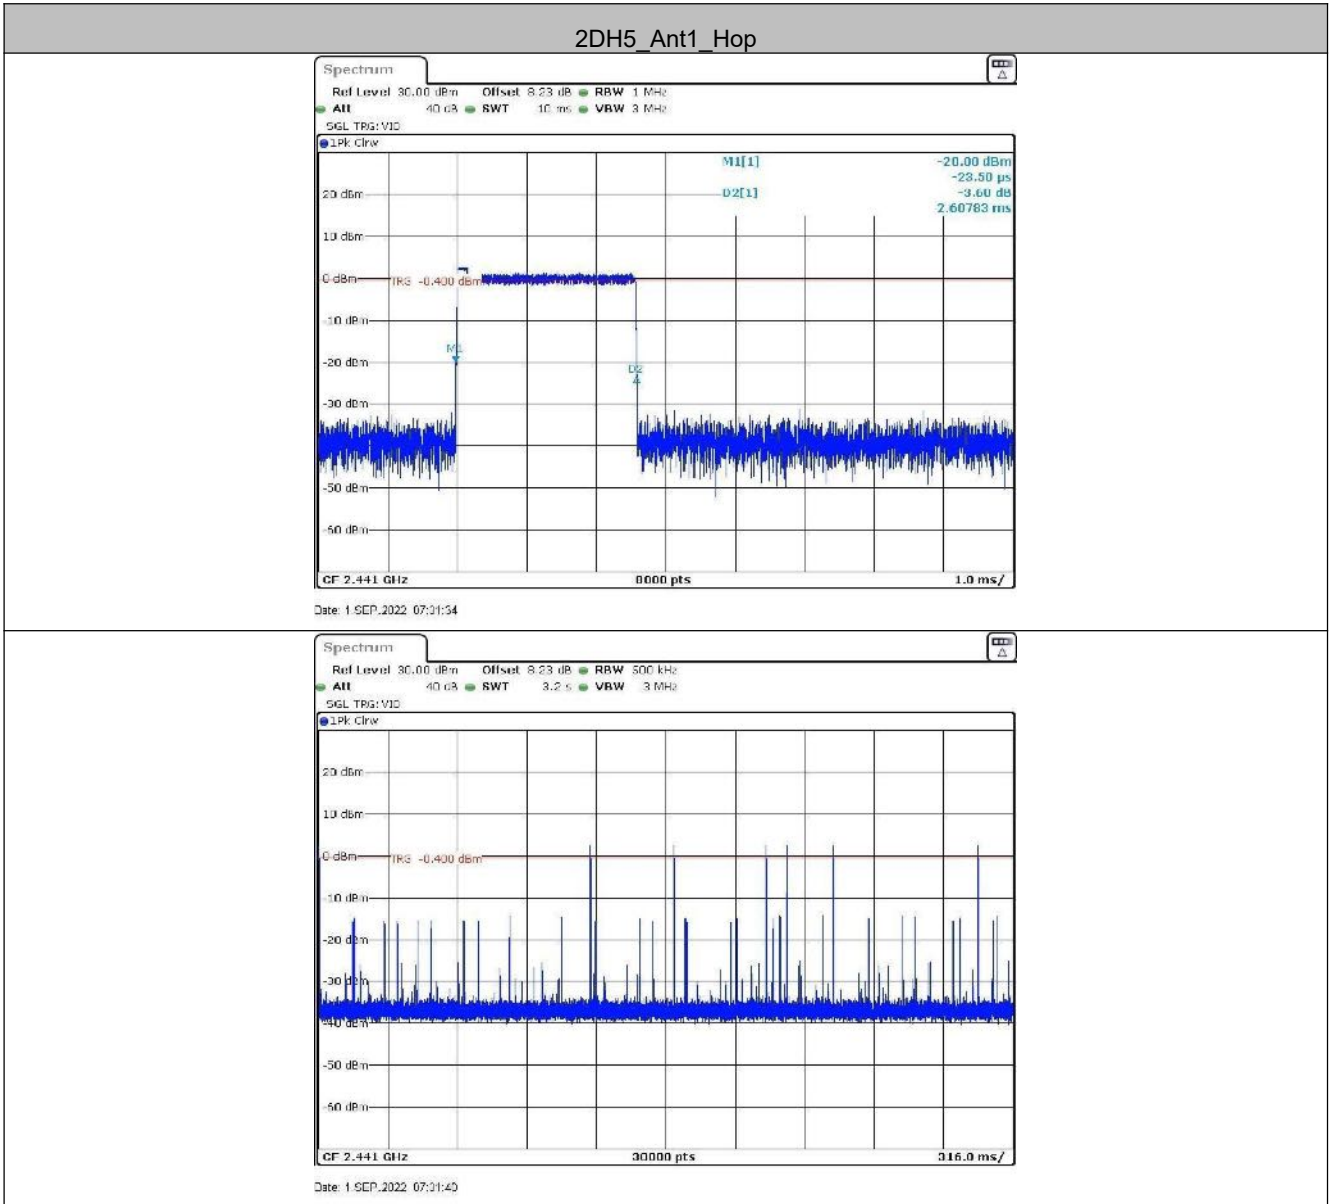 2DH5_Ant1_Hop
Spectrum
Ref Level 30.00 dBm Offset 8.23 dB RBW 1 MHz
Att 40 dB SWT 10 ms VBW 3 MHz
SGL TRG: VID
1Pk Clrw
M1[1] -20.00 dBm
-23.50 µs
D2[1] -3.60 dB
2.60783 ms
20 dBm
10 dBm
0 dBm
TRG -0.400 dBm
-10 dBm
M1
-20 dBm
D2
-30 dBm
-50 dBm
-60 dBm
CF 2.441 GHz 8000 pts 1.0 ms/
Date: 1.SEP.2022 07:31:34
Spectrum
Ref Level 30.00 dBm Offset 8.23 dB RBW 500 kHz
Att 40 dB SWT 3.2 s VBW 3 MHz
SGL TRG: VID
1Pk Clrw
20 dBm
10 dBm
0 dBm
TRG -0.400 dBm
-10 dBm
-20 dBm
-30 dBm
-40 dBm
-50 dBm
-60 dBm
CF 2.441 GHz 30000 pts 316.0 ms/
Date: 1.SEP.2022 07:31:40